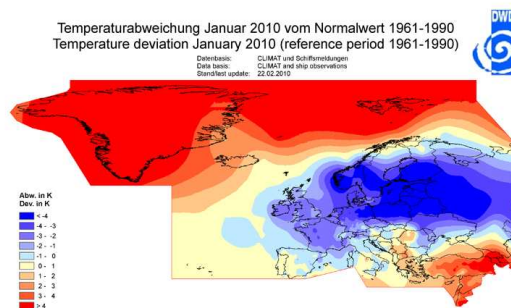 Temperaturabweichung Januar 2010 vom Normalwert 1961-1990
Temperature deviation January 2010 (reference period 1961-1990)
Datenbasis: CLIMAT und Schiffsmeldungen
Data basis: CLIMAT and ship observations
Stand/last update: 22.02.2010
DWD
Abw. in K
Dev. in K
< -4
-4 - -3
-3 - -2
-2 - -1
-1 - 0
0 - 1
1 - 2
2 - 3
3 - 4
> 4